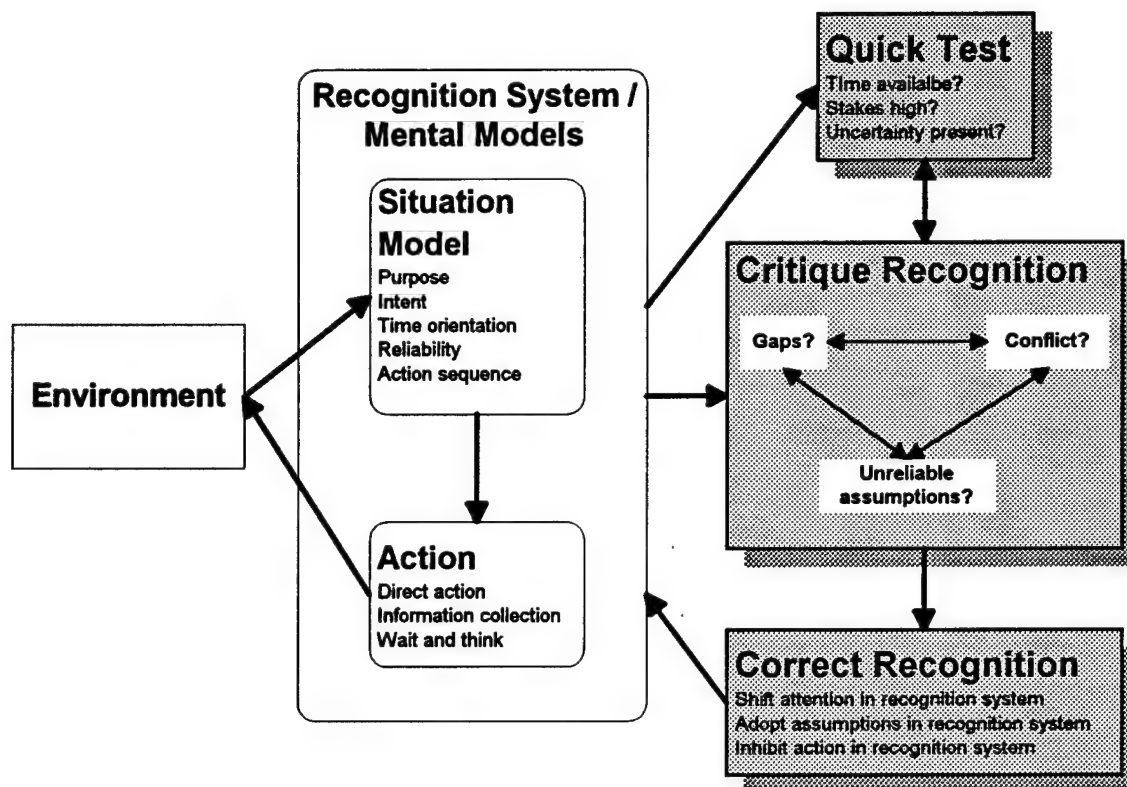 Environment
Recognition System /
Mental Models
Situation
Model
Purpose
Intent
Time orientation
Reliability
Action sequence
Action
Direct action
Information collection
Wait and think
Quick Test
Time availalbe?
Stakes high?
Uncertainty present?
Critique Recognition
Gaps?
Conflict?
Unreliable
assumptions?
Correct Recognition
Shift attention in recognition system
Adopt assumptions in recognition system
Inhibit action in recognition system